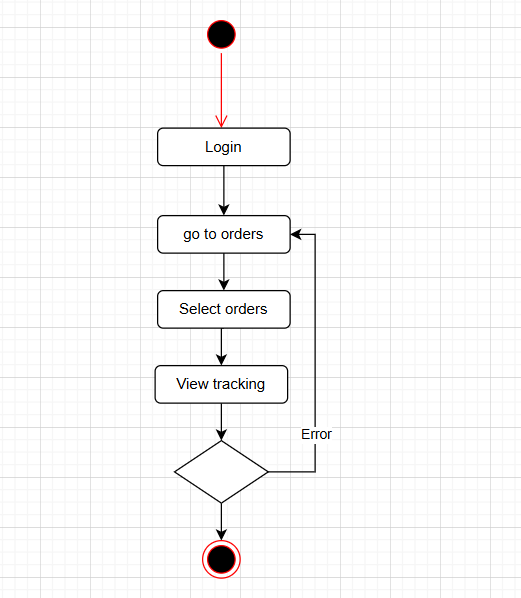 Login
go to orders
Select orders
View tracking
Error